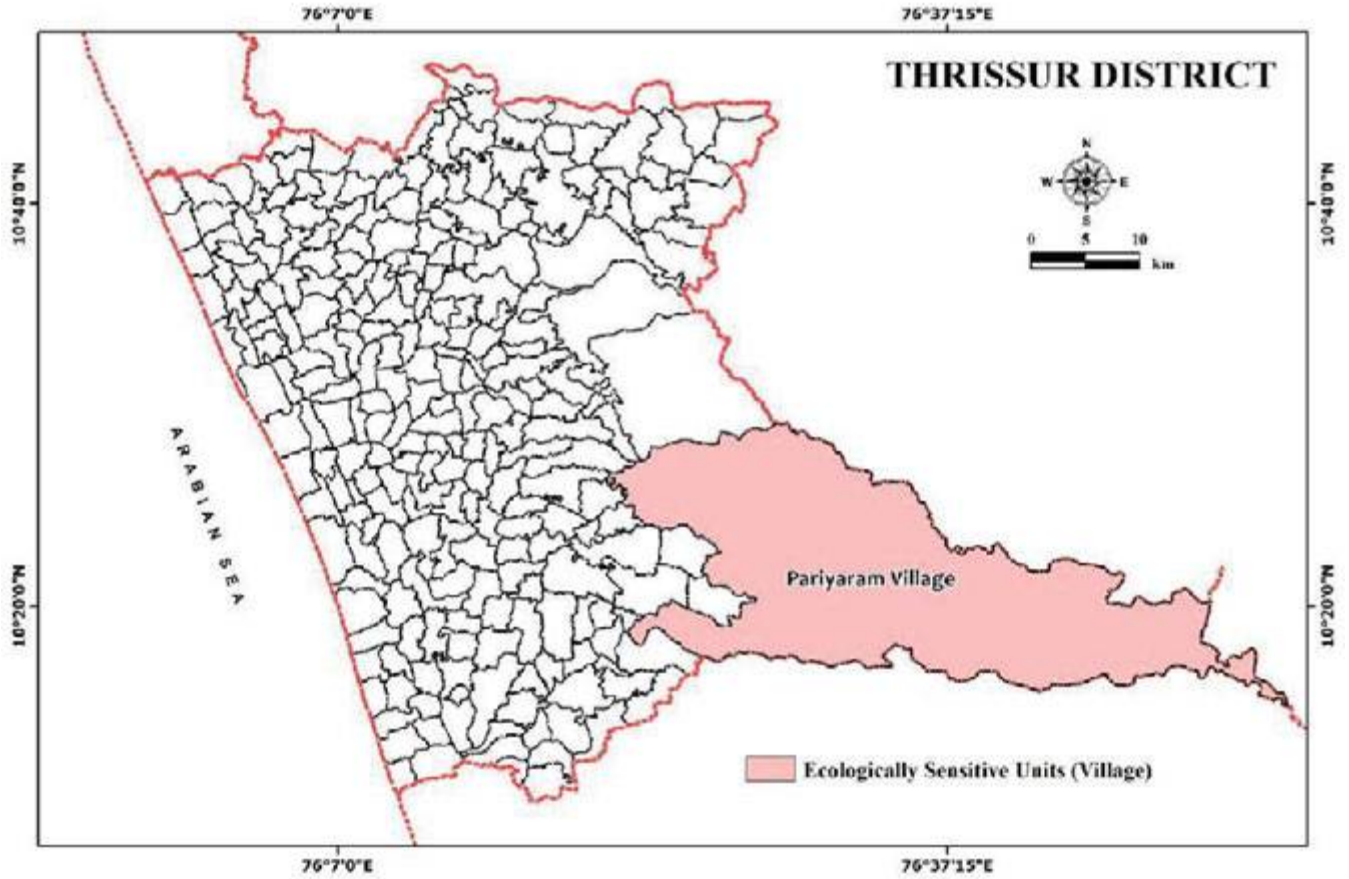 76°7'0"E 76°37'15"E
THRISSUR DISTRICT
N
W E
S
0 5 10
km
10°40'0"N 10°40'0"N
ARABIAN SEA
Pariyaram Village
10°20'0"N 10°20'0"N
Ecologically Sensitive Units (Village)
76°7'0"E 76°37'15"E